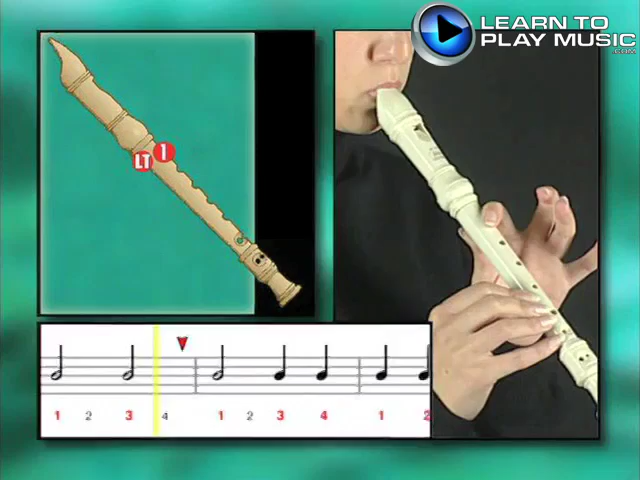 LEARN TO
PLAY MUSIC
.COM
LT 1
1 2 3 4 1 2 3 4 1 2